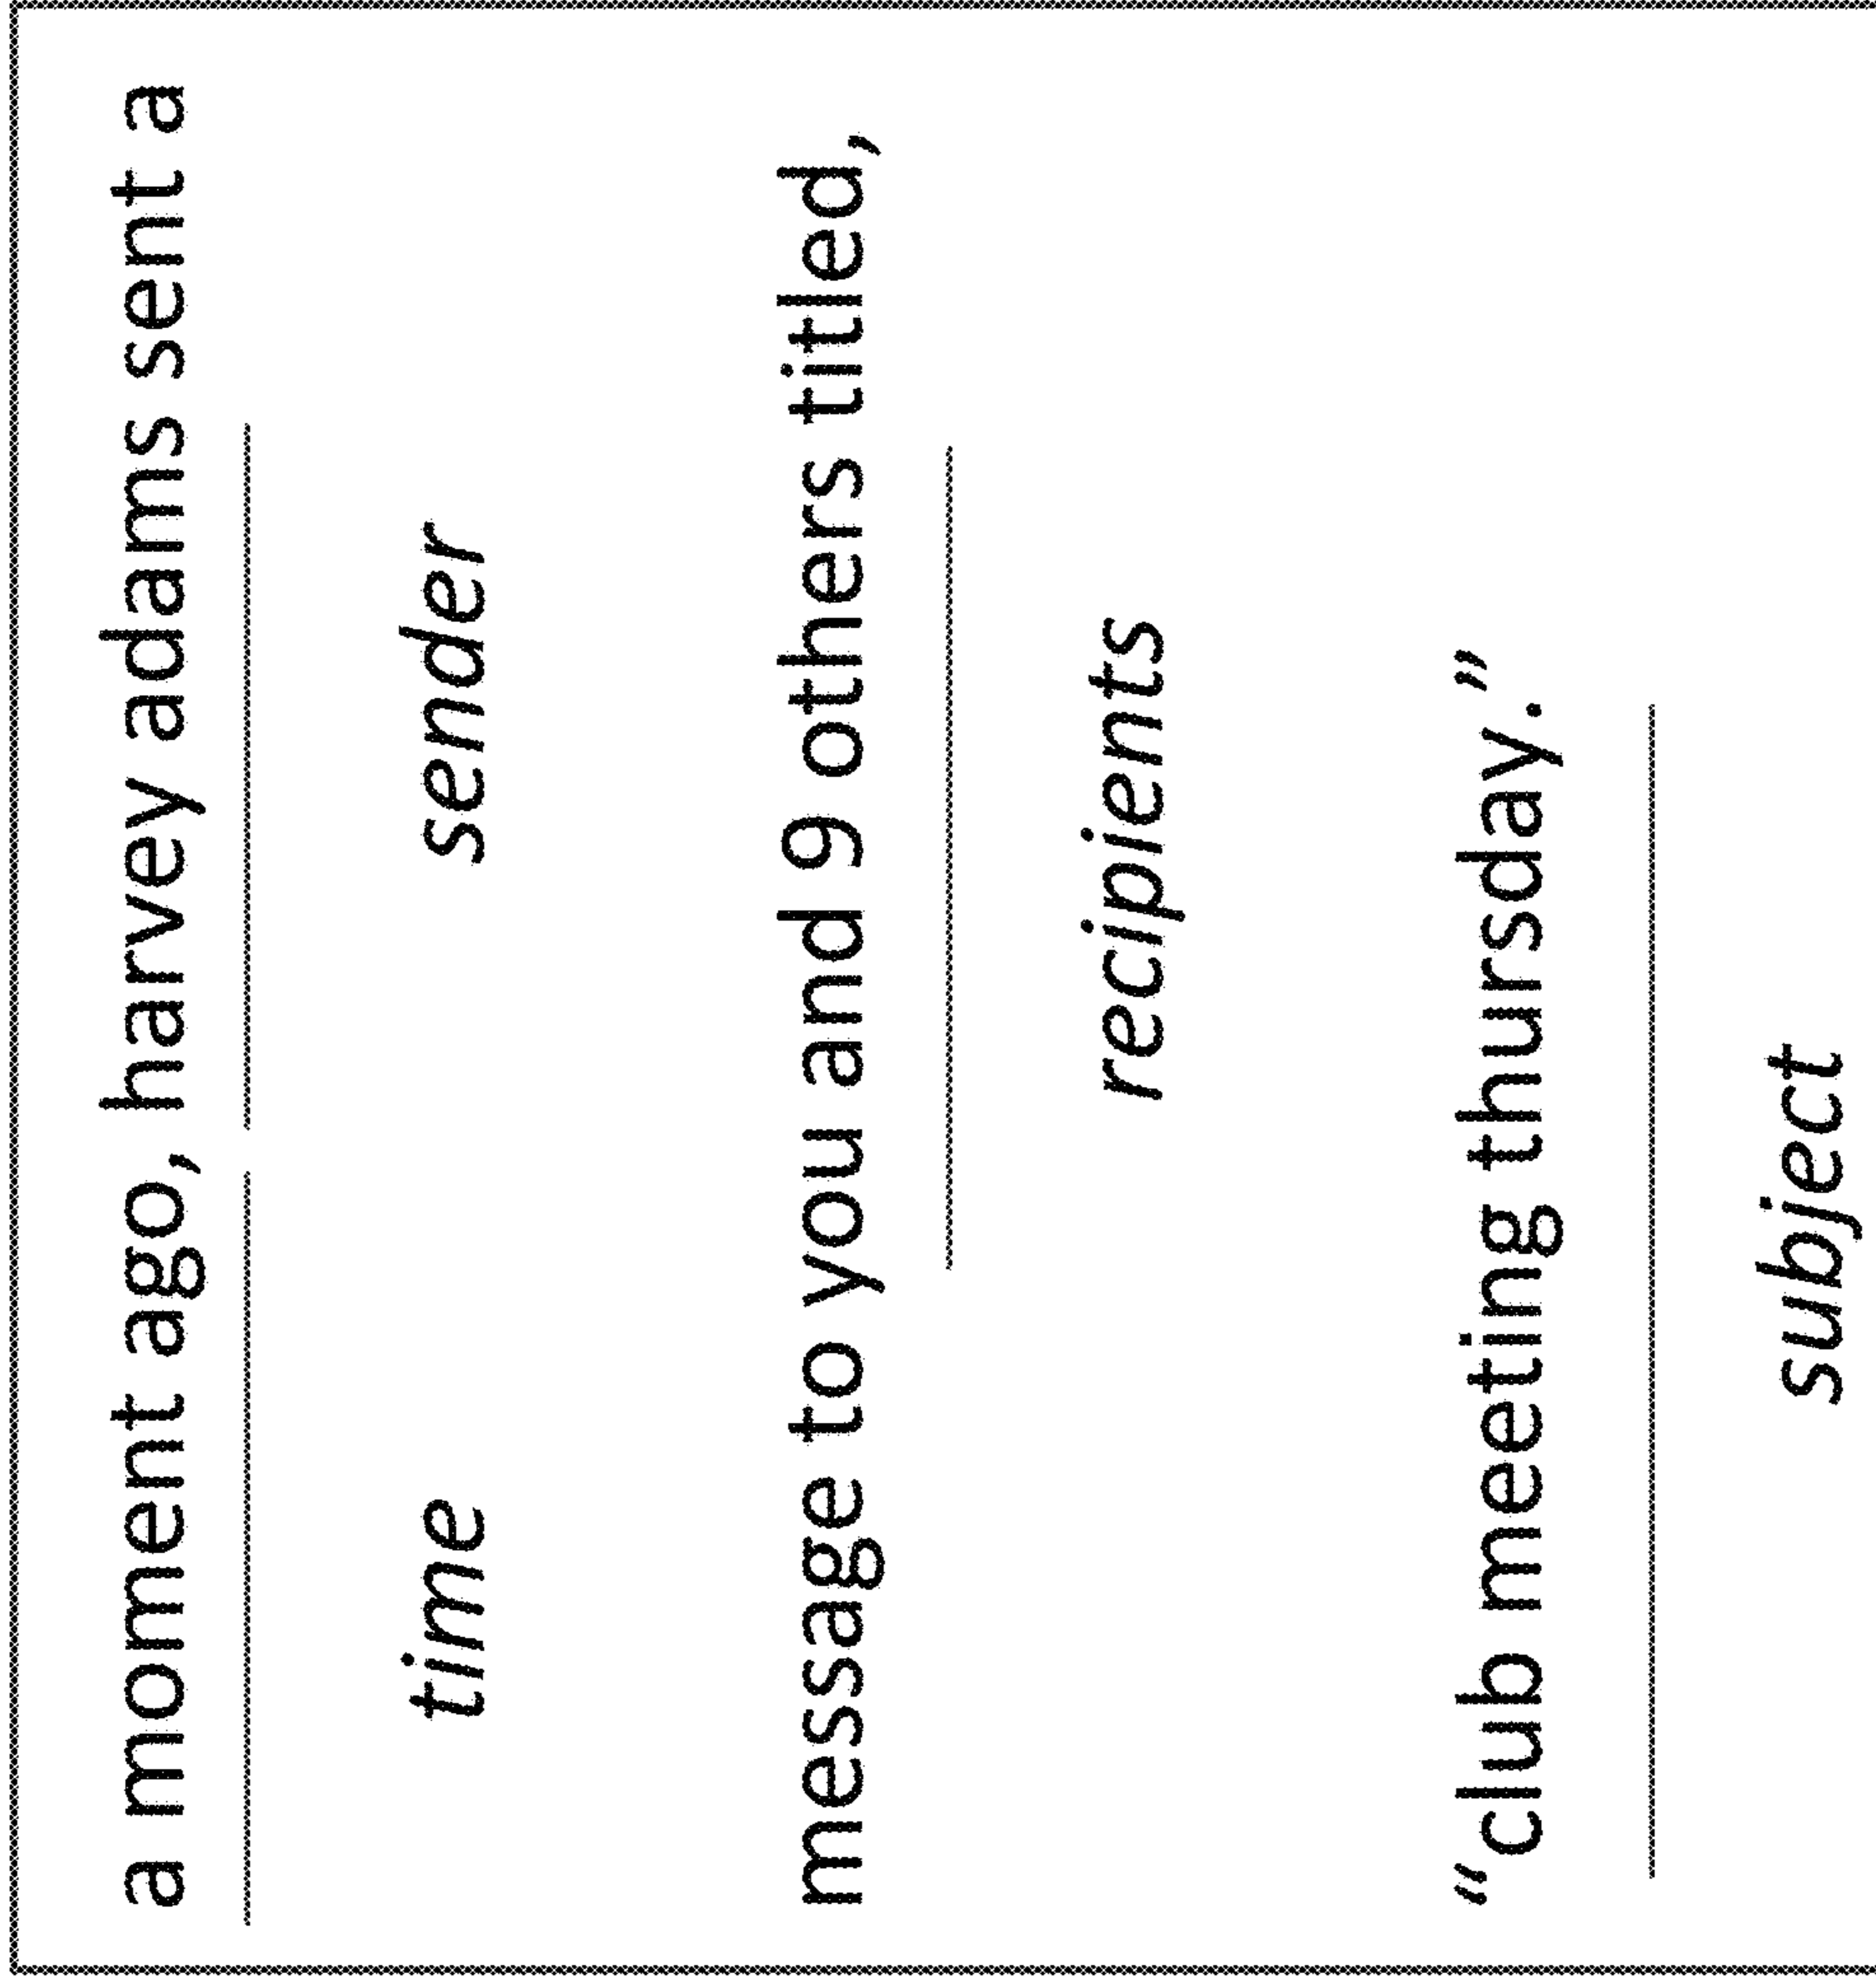 a moment ago, harvey adams sent a
time sender
message to you and 9 others titled,
recipients
“club meeting thursday.”
subject